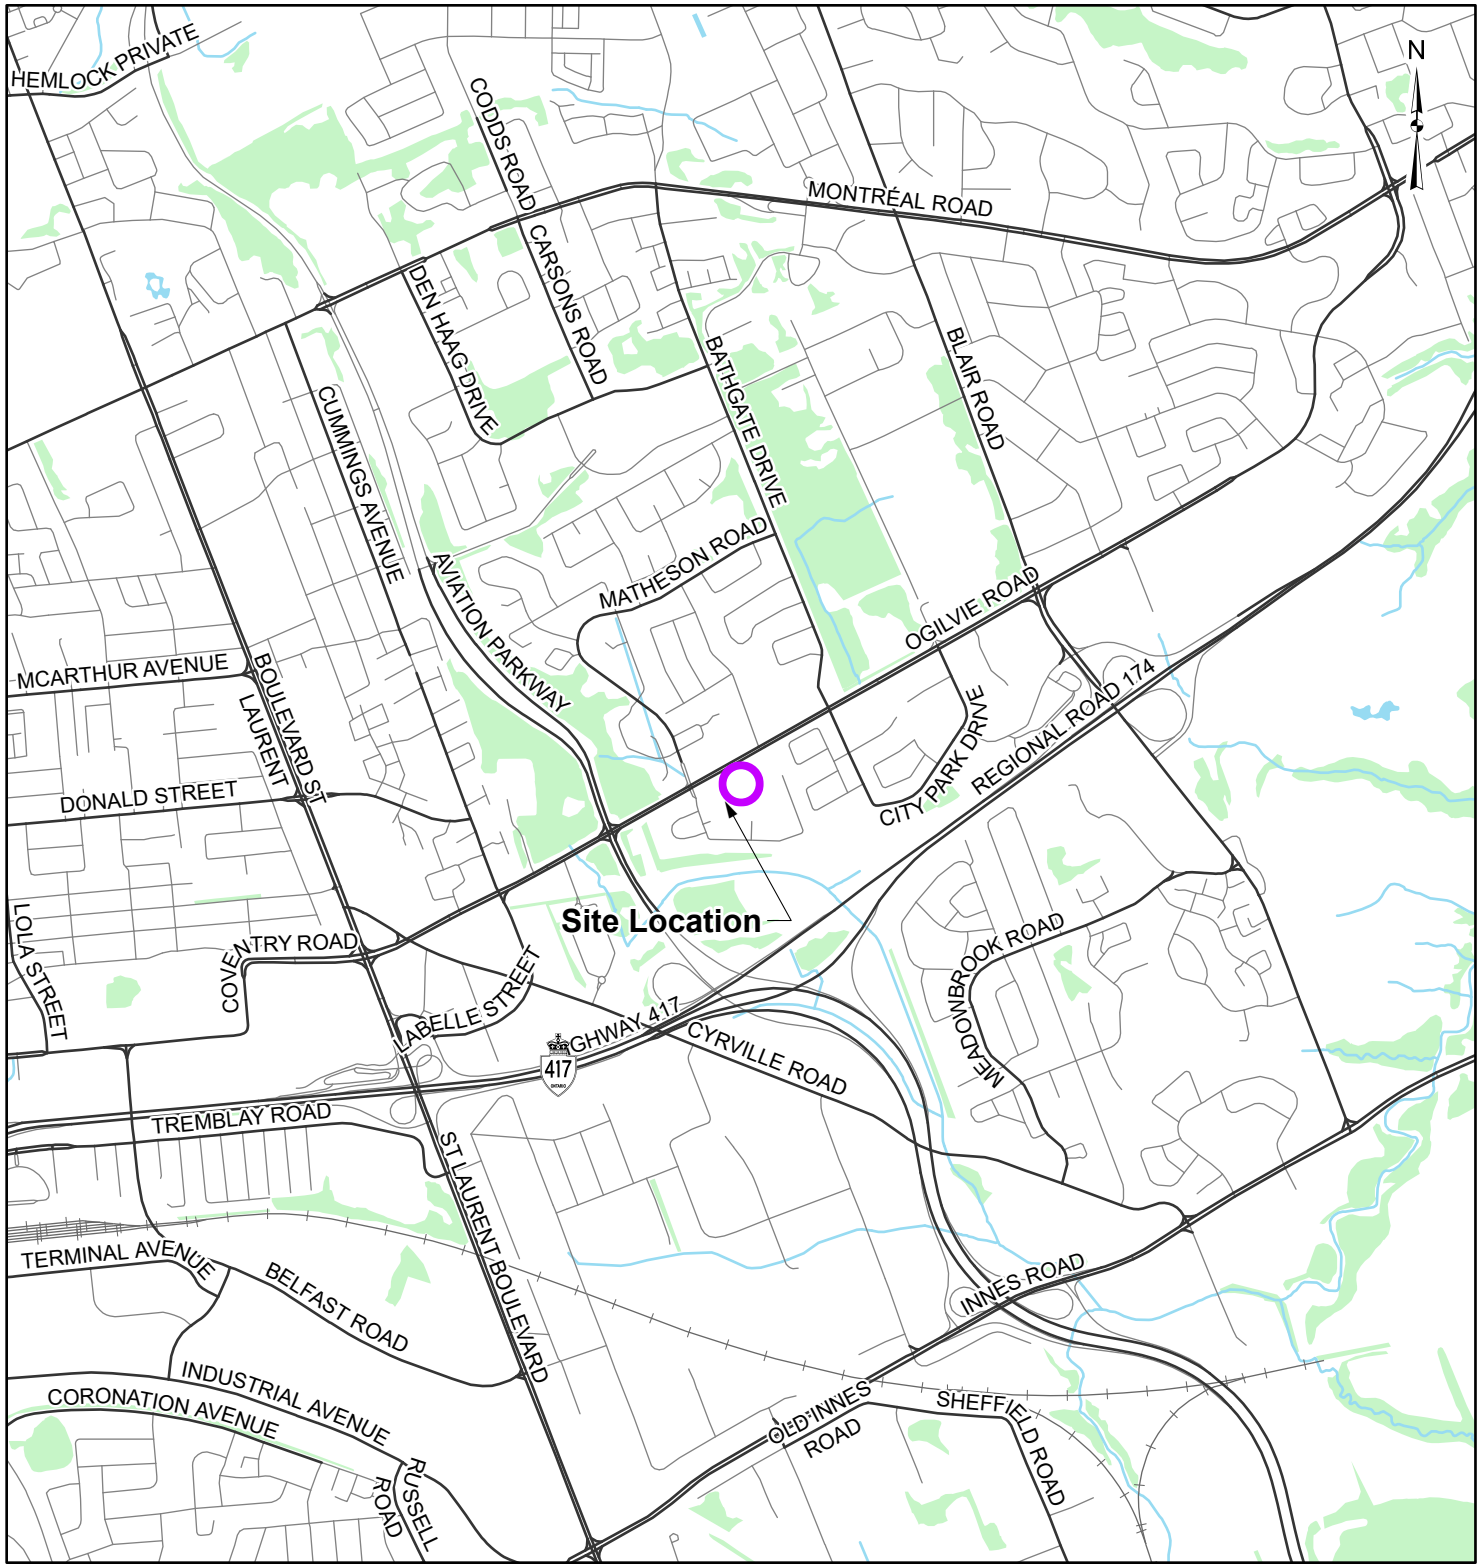 HEMLOCK PRIVATE
N
CODDS ROAD
MONTRÉAL ROAD
CARSONS ROAD
DEN HAAG DRIVE
BATHGATE DRIVE
BLAIR ROAD
CUMMINGS AVENUE
MATHESON ROAD
AVIATION PARKWAY
OGILVIE ROAD
MCARTHUR AVENUE
BOULEVARD ST
LAURENT
REGIONAL ROAD 174
CITY PARK DRIVE
DONALD STREET
Site Location
LOLA STREET
COVENTRY ROAD
MEADOWBROOK ROAD
LABELLE STREET
GHWAY 417
417
ONTARIO
CYRVILLE ROAD
TREMBLAY ROAD
ST LAURENT BOULEVARD
TERMINAL AVENUE
BELFAST ROAD
INNES ROAD
INDUSTRIAL AVENUE
CORONATION AVENUE
OLD INNES
ROAD
SHEFFIELD ROAD
RUSSELL
ROAD